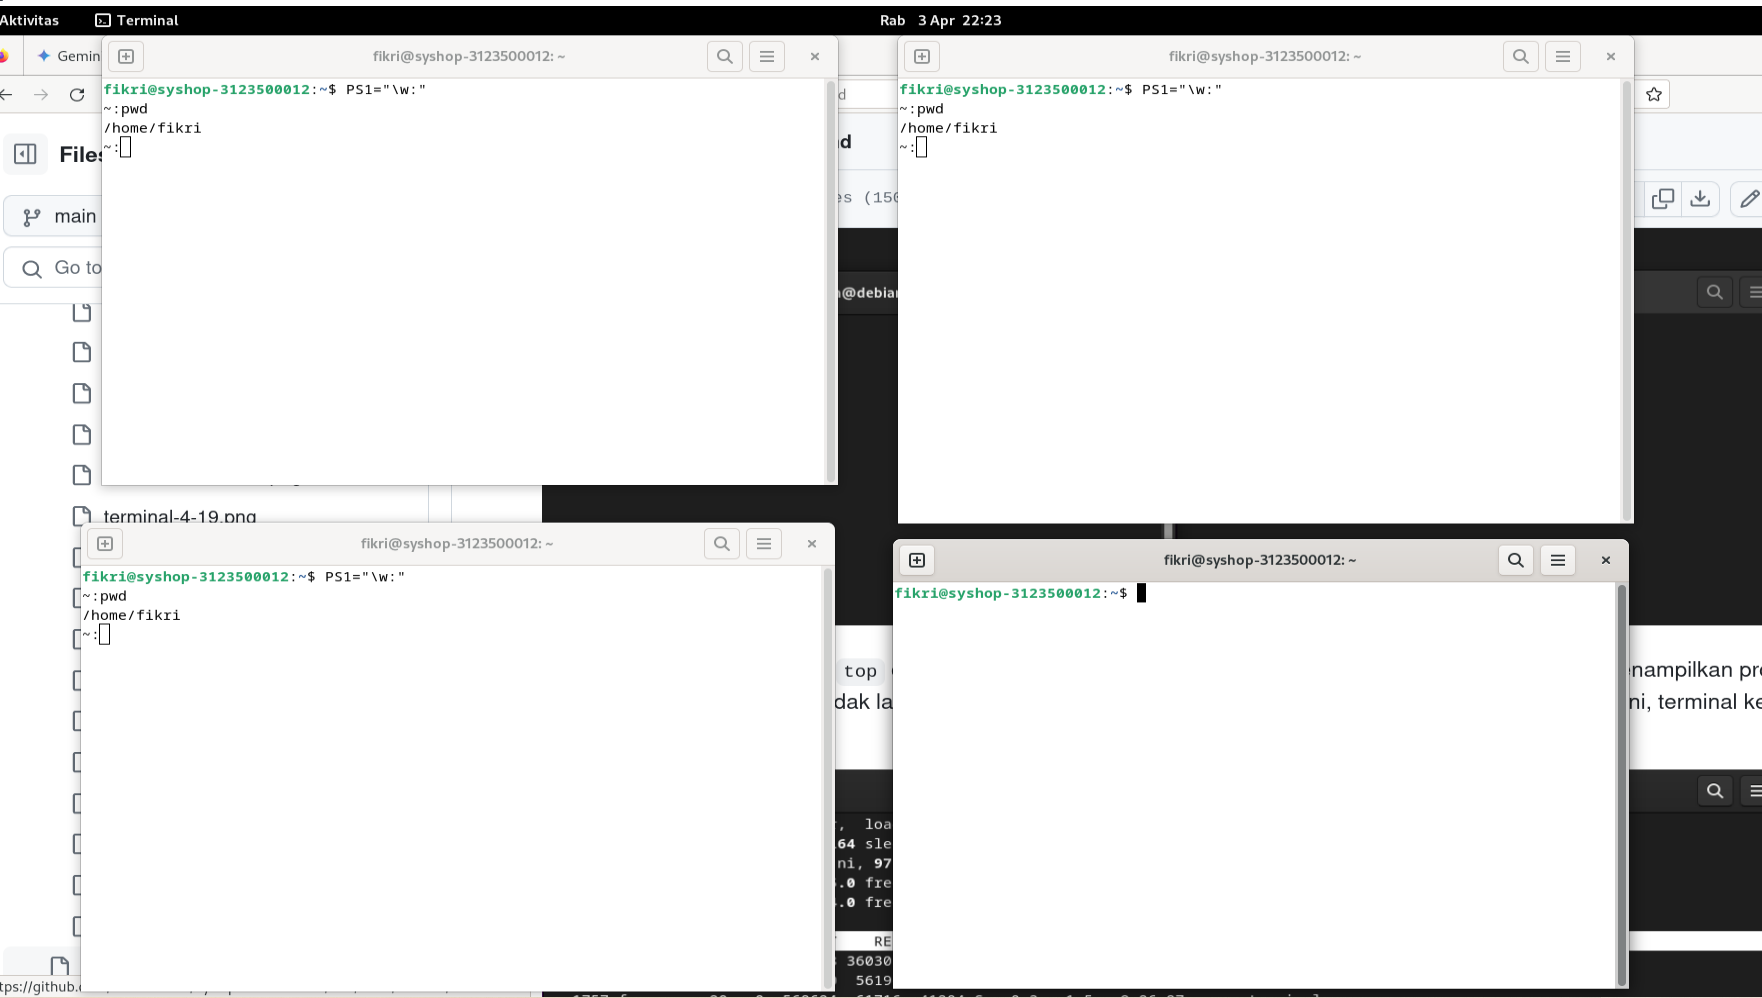 Aktivitas
Terminal
Rab 3 Apr 22:23
Gemin
fikri@syshop-3123500012: ~
fikri@syshop-3123500012:~$ PS1="\w:"
~:pwd
/home/fikri
~:
fikri@syshop-3123500012: ~
fikri@syshop-3123500012:~$ PS1="\w:"
~:pwd
/home/fikri
~:
d
Files
main
Go to
es (150
@debian
terminal-4-19.png
fikri@syshop-3123500012: ~
fikri@syshop-3123500012:~$ PS1="\w:"
~:pwd
/home/fikri
~:
fikri@syshop-3123500012: ~
fikri@syshop-3123500012:~$
top
nampilkan pro
dak la
ni, terminal ke
, loa
64 sle
ni, 97
.0 fre
.0 fre
RE
36030
5619
tps://github.